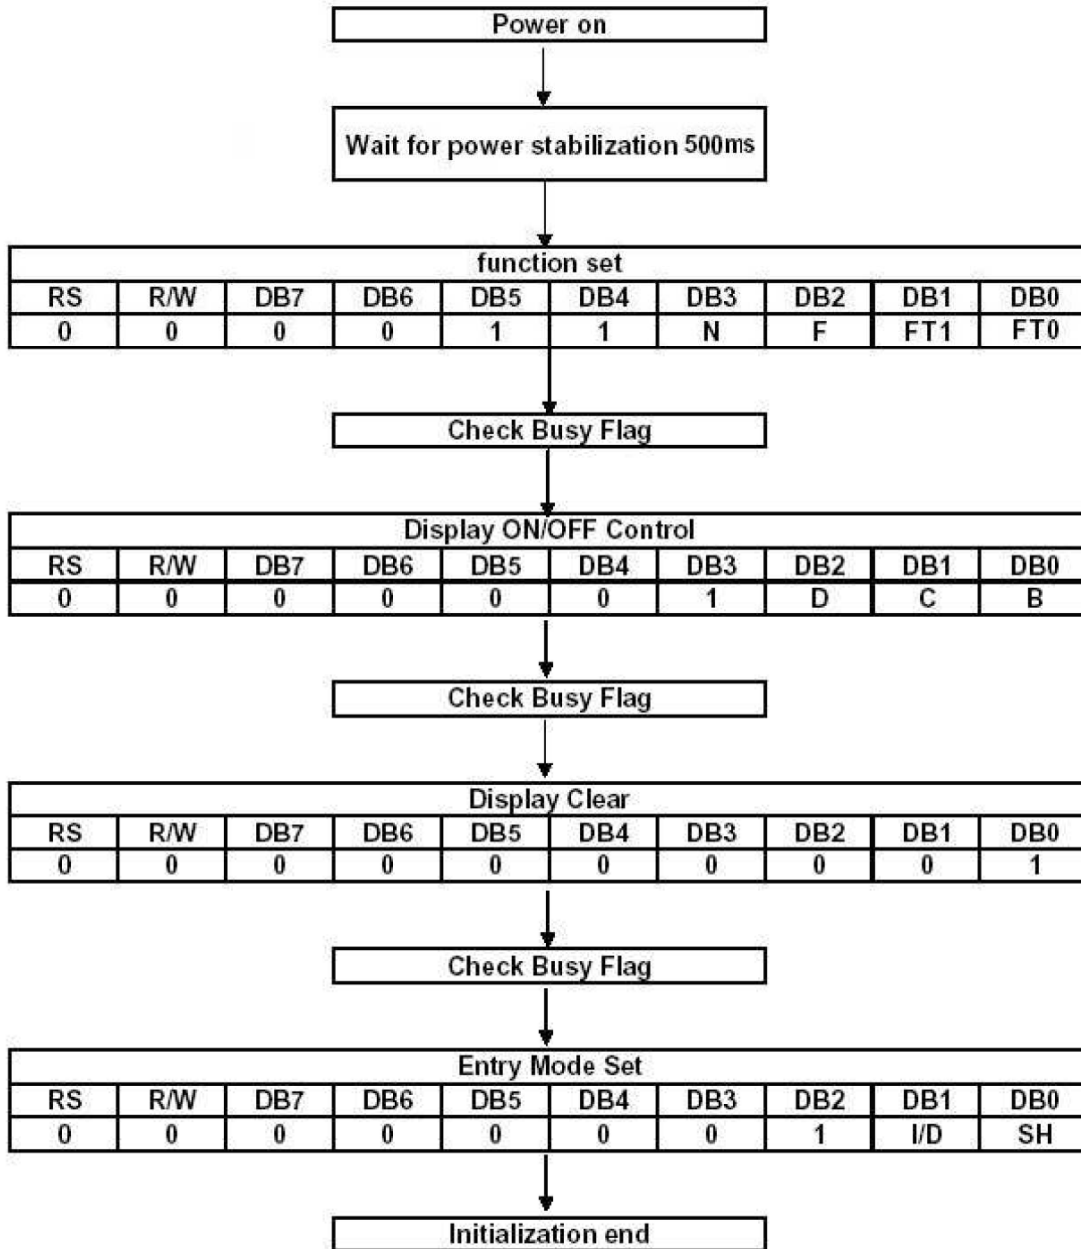 Power on
Wait for power stabilization 500ms
function set
RS R/W DB7 DB6 DB5 DB4 DB3 DB2 DB1 DB0
0 0 0 0 1 1 N F FT1 FT0
Check Busy Flag
Display ON/OFF Control
RS R/W DB7 DB6 DB5 DB4 DB3 DB2 DB1 DB0
0 0 0 0 0 0 1 D C B
Check Busy Flag
Display Clear
RS R/W DB7 DB6 DB5 DB4 DB3 DB2 DB1 DB0
0 0 0 0 0 0 0 0 0 1
Check Busy Flag
Entry Mode Set
RS R/W DB7 DB6 DB5 DB4 DB3 DB2 DB1 DB0
0 0 0 0 0 0 0 1 I/D SH
Initialization end